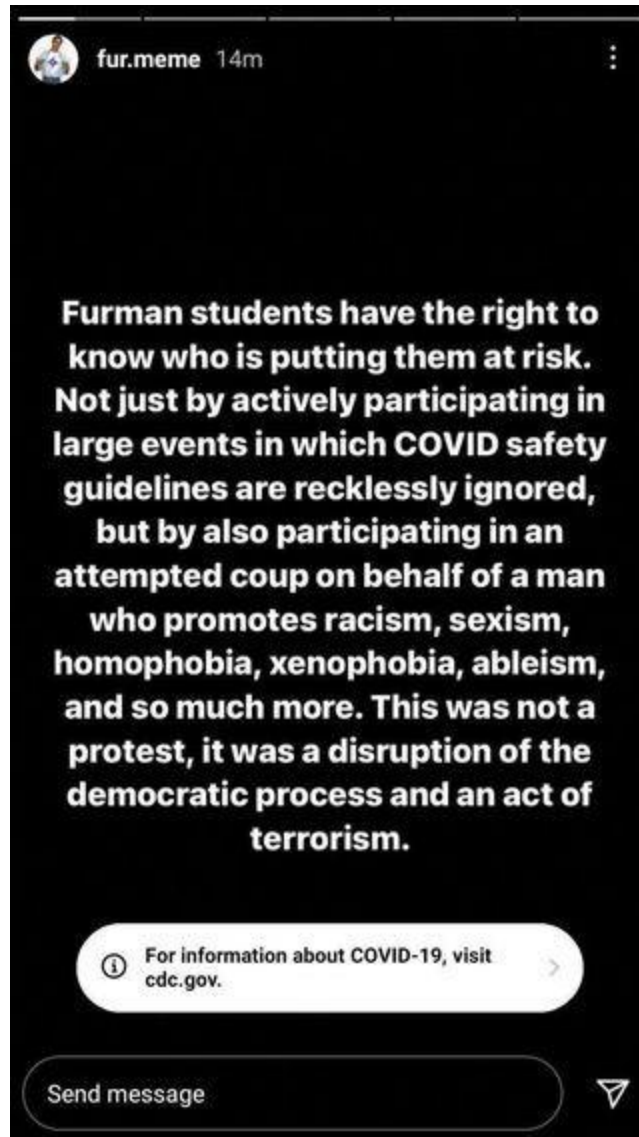 fur.meme 14m
Furman students have the right to
know who is putting them at risk.
Not just by actively participating in
large events in which COVID safety
guidelines are recklessly ignored,
but by also participating in an
attempted coup on behalf of a man
who promotes racism, sexism,
homophobia, xenophobia, ableism,
and so much more. This was not a
protest, it was a disruption of the
democratic process and an act of
terrorism.
For information about COVID-19, visit
cdc.gov.
Send message